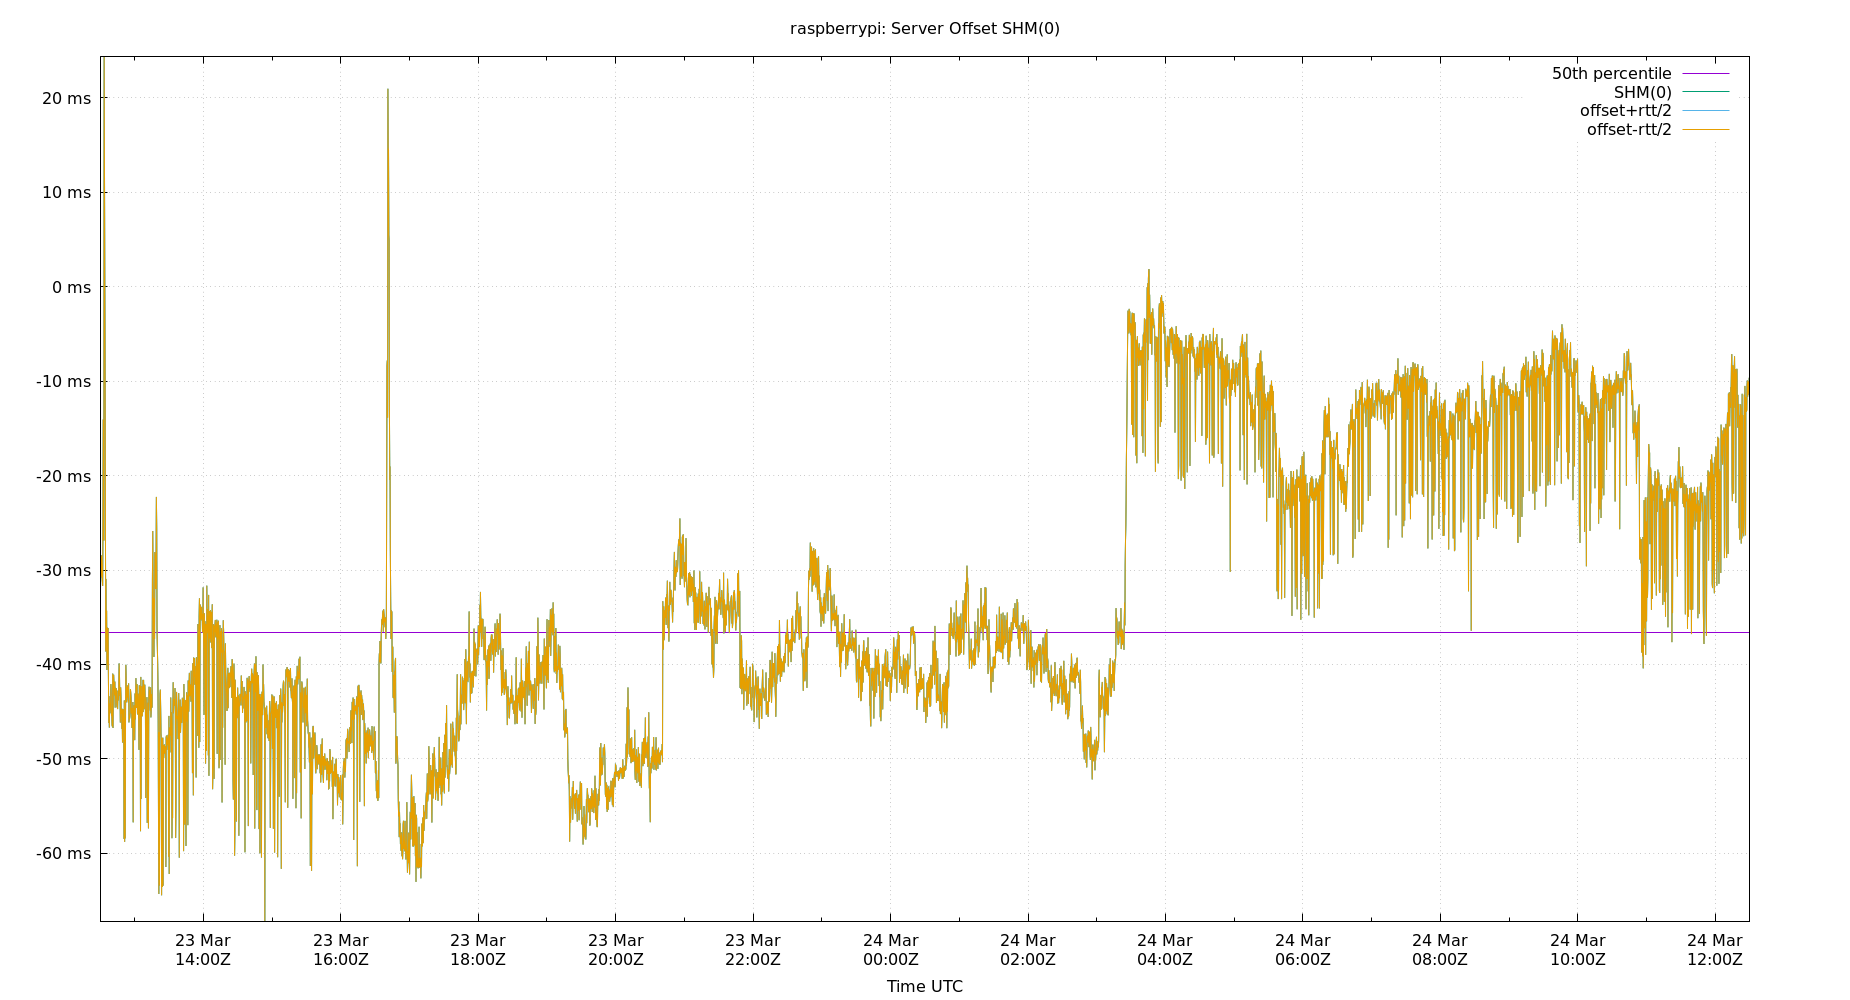 raspberrypi: Server Offset SHM(0)
50th percentile
SHM(0)
offset+rtt/2
offset-rtt/2
20 ms
10 ms
0 ms
-10 ms
-20 ms
-30 ms
-40 ms
-50 ms
-60 ms
23 Mar 23 Mar 23 Mar 23 Mar 23 Mar 24 Mar 24 Mar 24 Mar 24 Mar 24 Mar 24 Mar 24 Mar
14:00Z 16:00Z 18:00Z 20:00Z 22:00Z 00:00Z 02:00Z 04:00Z 06:00Z 08:00Z 10:00Z 12:00Z
Time UTC